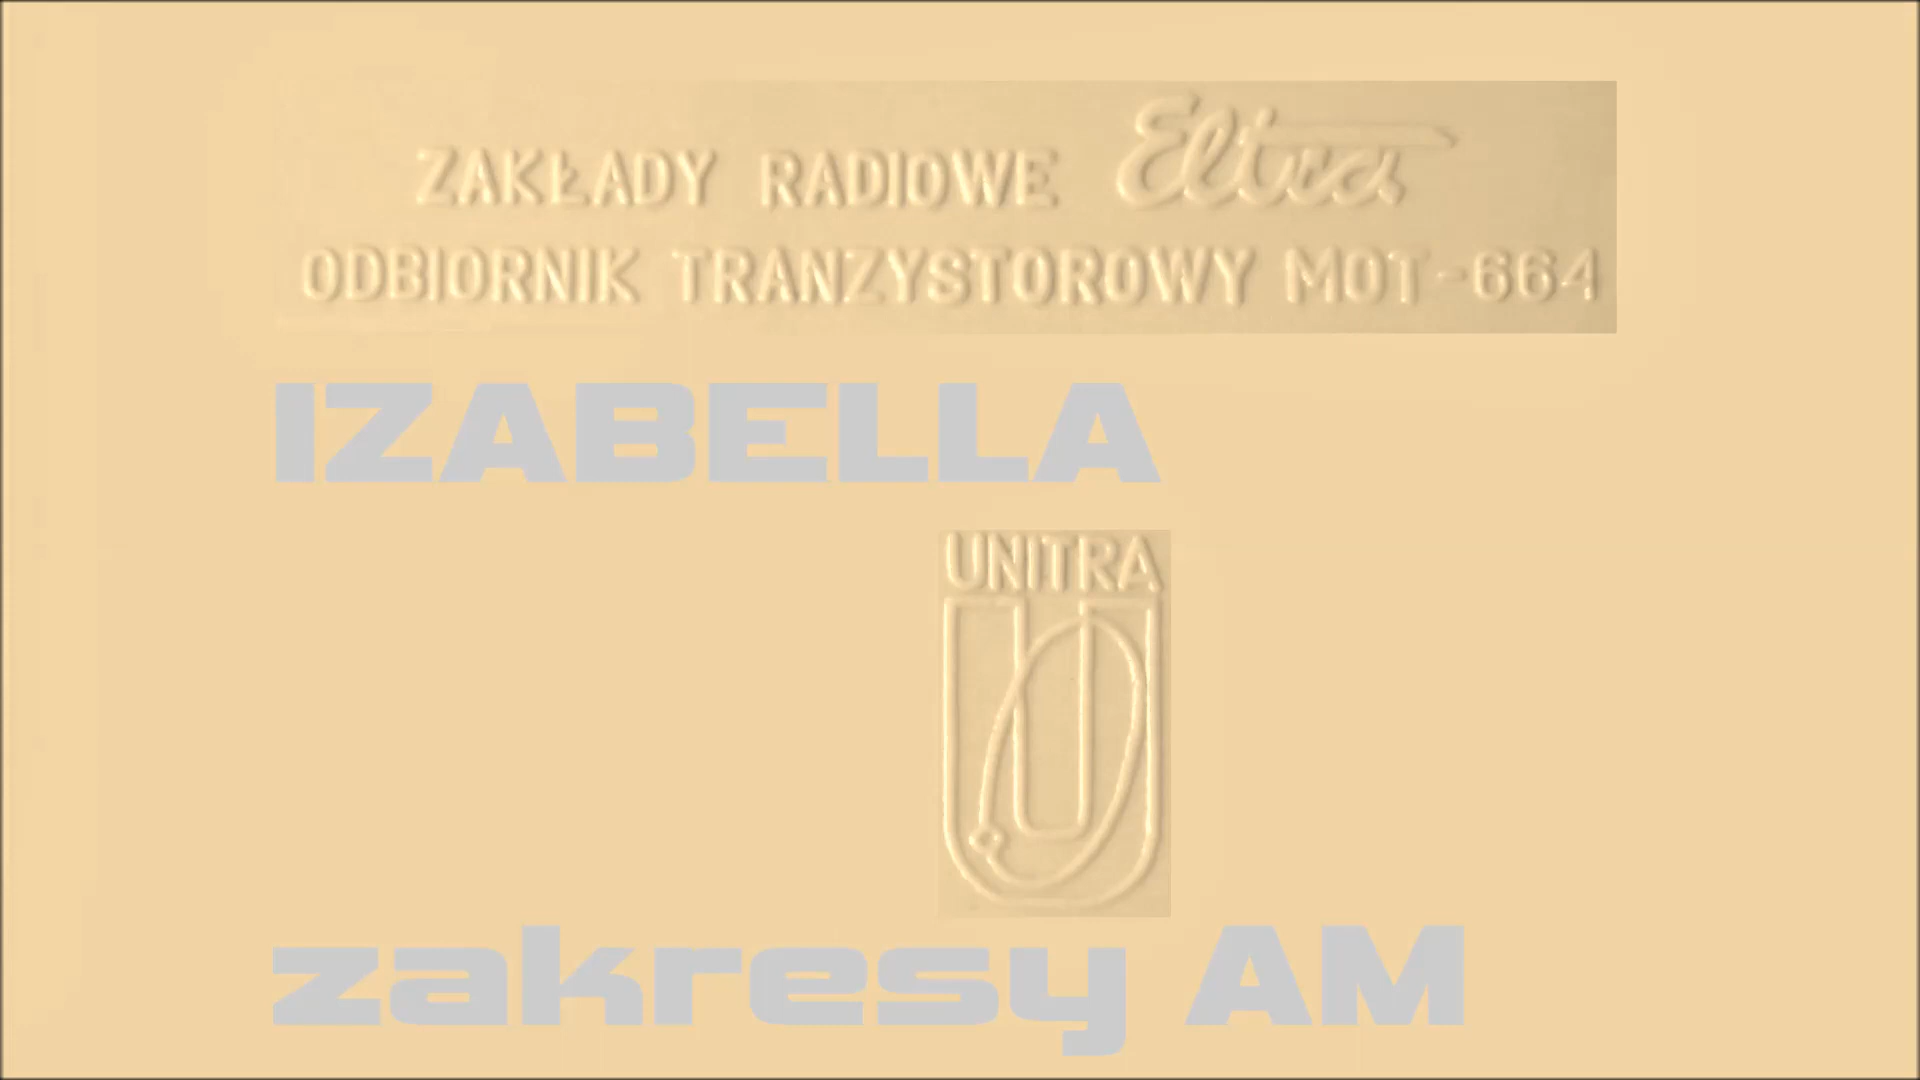 ZAKŁADY RADIOWE Eltra
ODBIORNIK TRANZYSTOROWY MOT-664
IZABELLA
UNITRA
zakresy AM